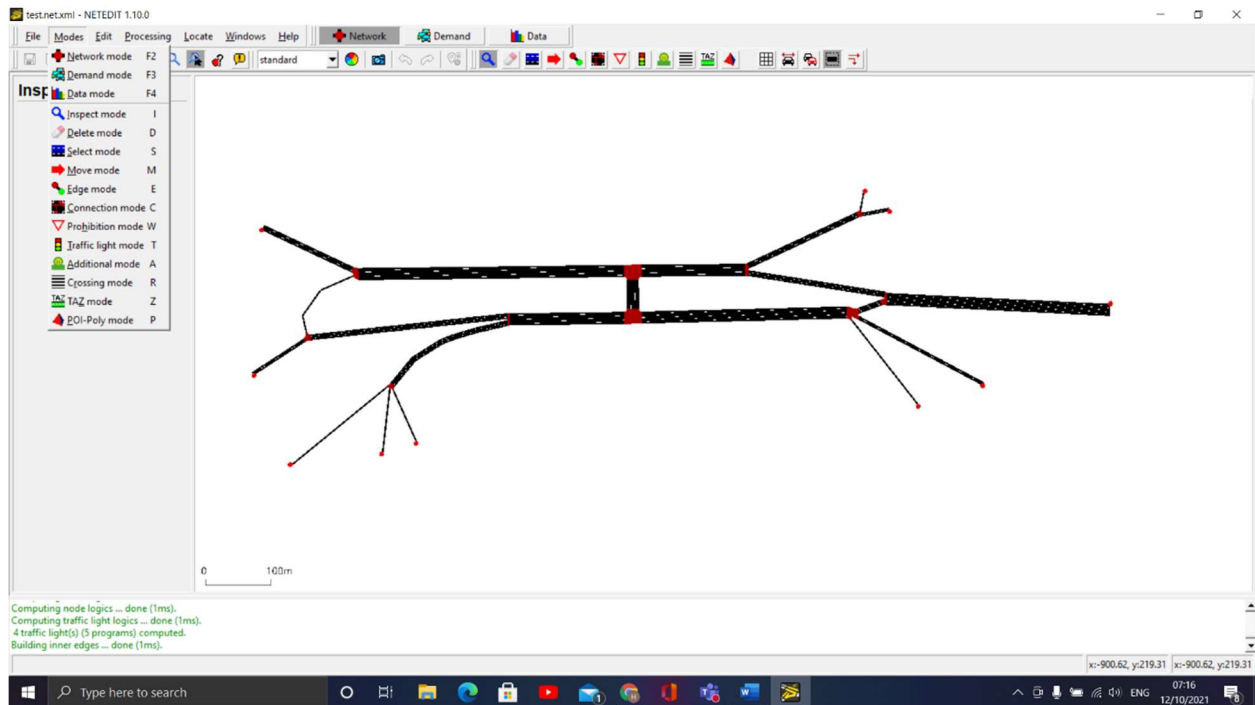 test.net.xml - NETEDIT 1.10.0
File Modes Edit Processing Locate Windows Help Network Demand Data
standard
TAZ
Network mode F2
Demand mode F3
Data mode F4
Inspect mode I
Delete mode D
Select mode S
Move mode M
Edge mode E
Connection mode C
Prohibition mode W
Traffic light mode T
Additional mode A
Crossing mode R
TAZ TAZ mode Z
POI-Poly mode P
Insp
0 100m
Computing node logics ... done (1ms).
Computing traffic light logics ... done (1ms).
4 traffic light(s) (5 programs) computed.
Building inner edges ... done (1ms).
x:-900.62, y:219.31 x:-900.62, y:219.31
Type here to search
ENG
07:16
12/10/2021